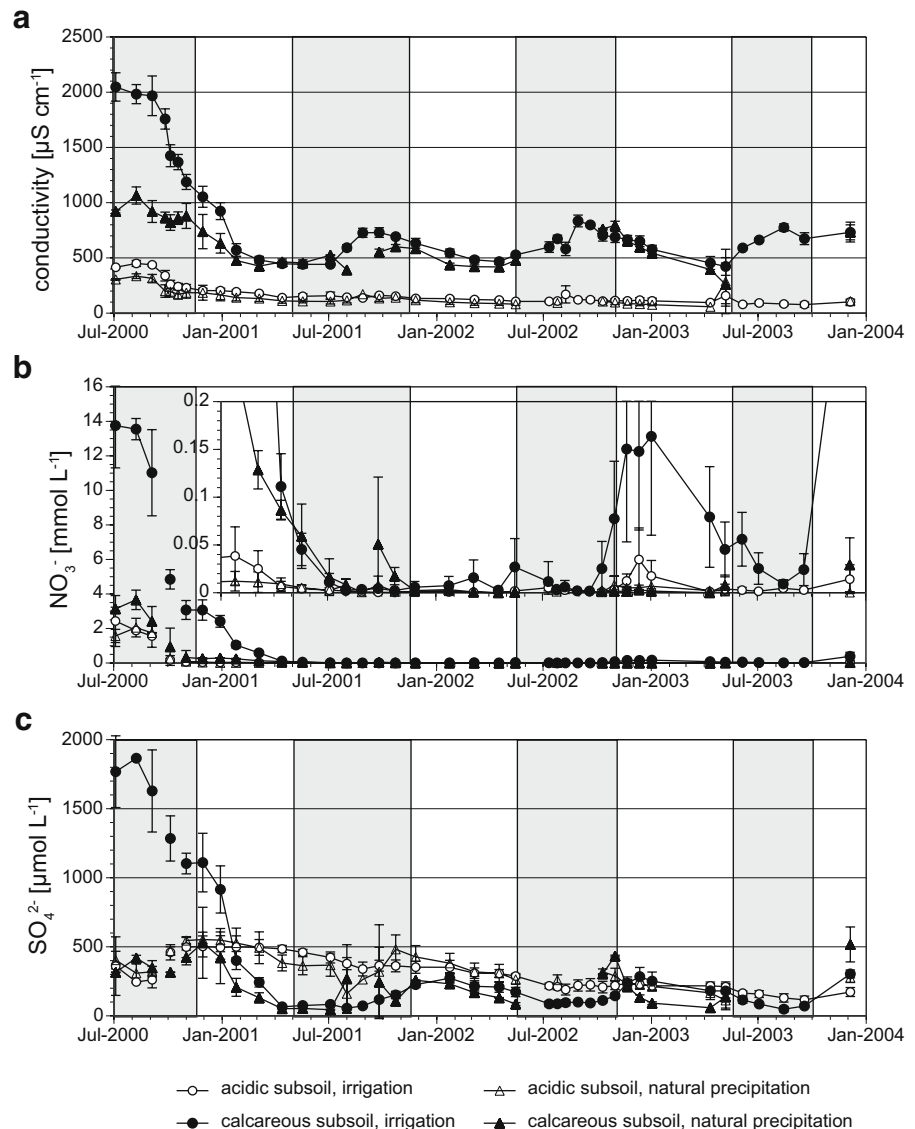 a
conductivity [µS cm⁻¹]
2500
2000
1500
1000
500
0
Jul-2000 Jan-2001 Jul-2001 Jan-2002 Jul-2002 Jan-2003 Jul-2003 Jan-2004
b
NO₃⁻ [mmol L⁻¹]
16
14
12
10
8
6
4
2
0
0.2
0.15
0.1
0.05
0
Jul-2000 Jan-2001 Jul-2001 Jan-2002 Jul-2002 Jan-2003 Jul-2003 Jan-2004
c
SO₄²⁻ [µmol L⁻¹]
2000
1500
1000
500
0
Jul-2000 Jan-2001 Jul-2001 Jan-2002 Jul-2002 Jan-2003 Jul-2003 Jan-2004
acidic subsoil, irrigation acidic subsoil, natural precipitation
calcareous subsoil, irrigation calcareous subsoil, natural precipitation